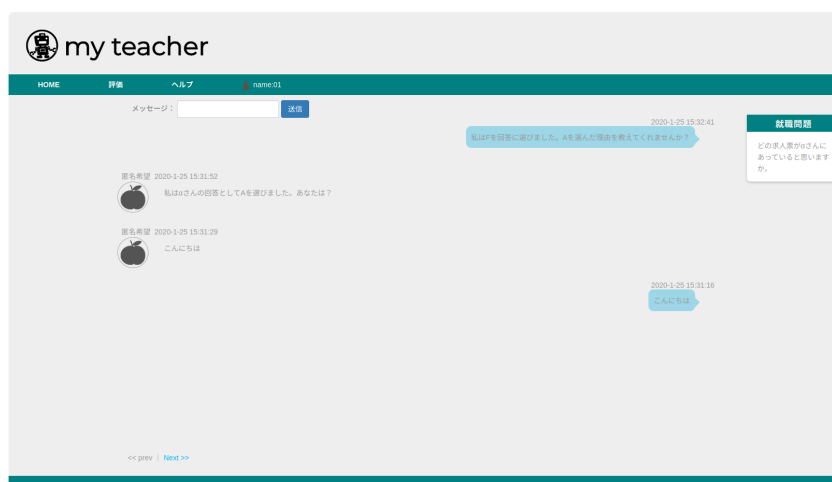 my teacher
HOME 評価 ヘルプ name:01
メッセージ： 送信
2020-1-25 15:32:41
私はFを回答に選びました。Aを選んだ理由を教えてくれませんか？
就職問題
どの求人票がαさんに
あっていると思います
か。
匿名希望 2020-1-25 15:31:52
私はαさんの回答としてAを選びました。あなたは？
匿名希望 2020-1-25 15:31:29
こんにちは
2020-1-25 15:31:16
こんにちは
<< prev | Next >>